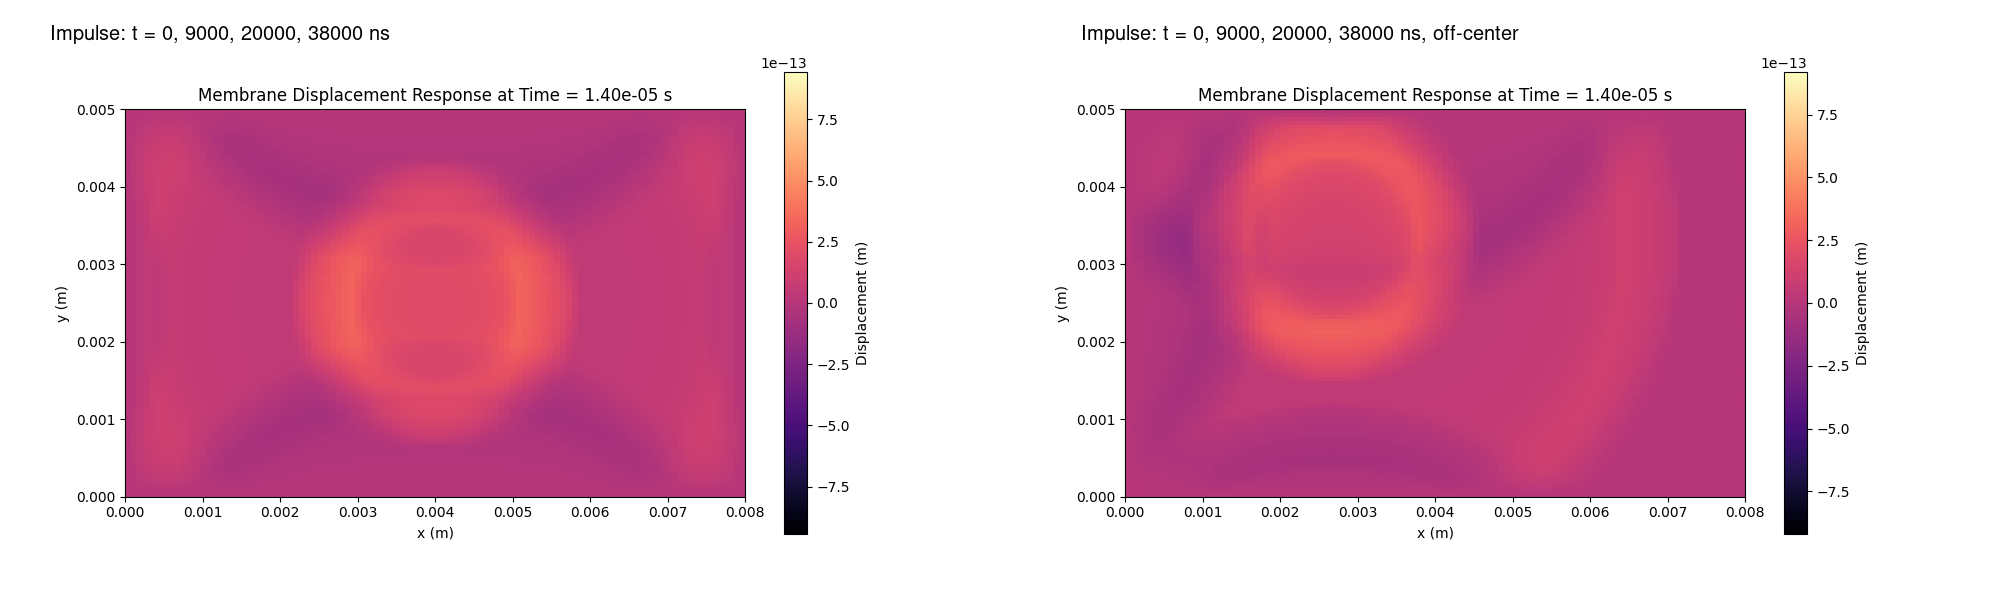 Impulse: t = 0, 9000, 20000, 38000 ns
1e−13
Membrane Displacement Response at Time = 1.40e-05 s
0.005
0.004
0.003
0.002
0.001
0.000
y (m)
0.000 0.001 0.002 0.003 0.004 0.005 0.006 0.007 0.008
x (m)
7.5
5.0
2.5
0.0
−2.5
−5.0
−7.5
Displacement (m)
Impulse: t = 0, 9000, 20000, 38000 ns, off-center
1e−13
Membrane Displacement Response at Time = 1.40e-05 s
0.005
0.004
0.003
0.002
0.001
0.000
y (m)
0.000 0.001 0.002 0.003 0.004 0.005 0.006 0.007 0.008
x (m)
7.5
5.0
2.5
0.0
−2.5
−5.0
−7.5
Displacement (m)